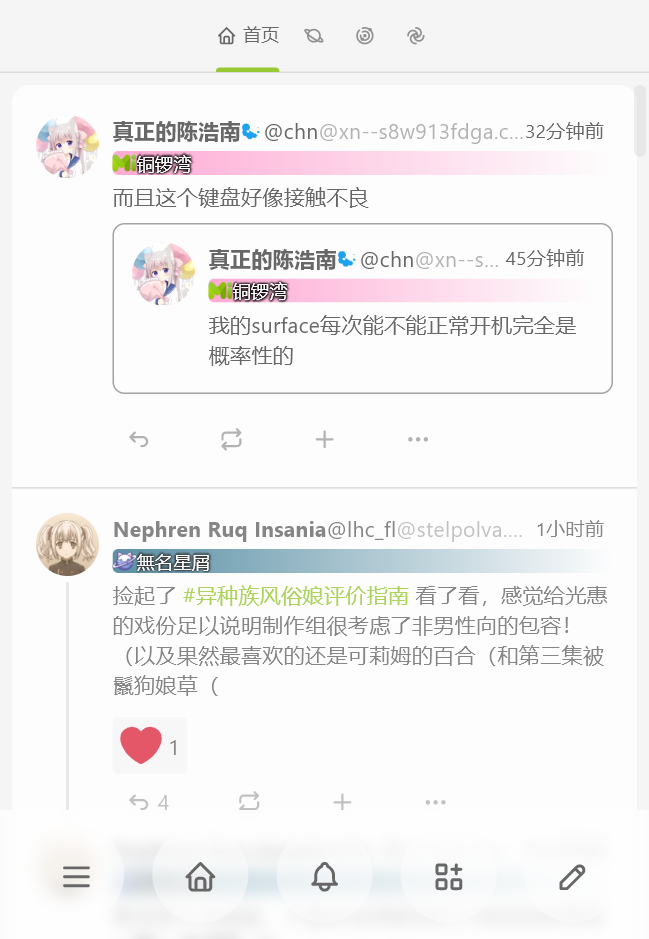 首页
真正的陈浩南 @chn@xn--s8w913fdga.c... 32分钟前
Mi 铜锣湾
而且这个键盘好像接触不良
真正的陈浩南 @chn@xn--s... 45分钟前
Mi 铜锣湾
我的surface每次能不能正常开机完全是
概率性的
Nephren Ruq Insania@lhc_fl@stelpolva.... 1小时前
無名星屑
捡起了 #异种族风俗娘评价指南 看了看，感觉给光惠
的戏份足以说明制作组很考虑了非男性向的包容！
（以及果然最喜欢的还是可莉姆的百合（和第三集被
鬣狗娘草（
1
4